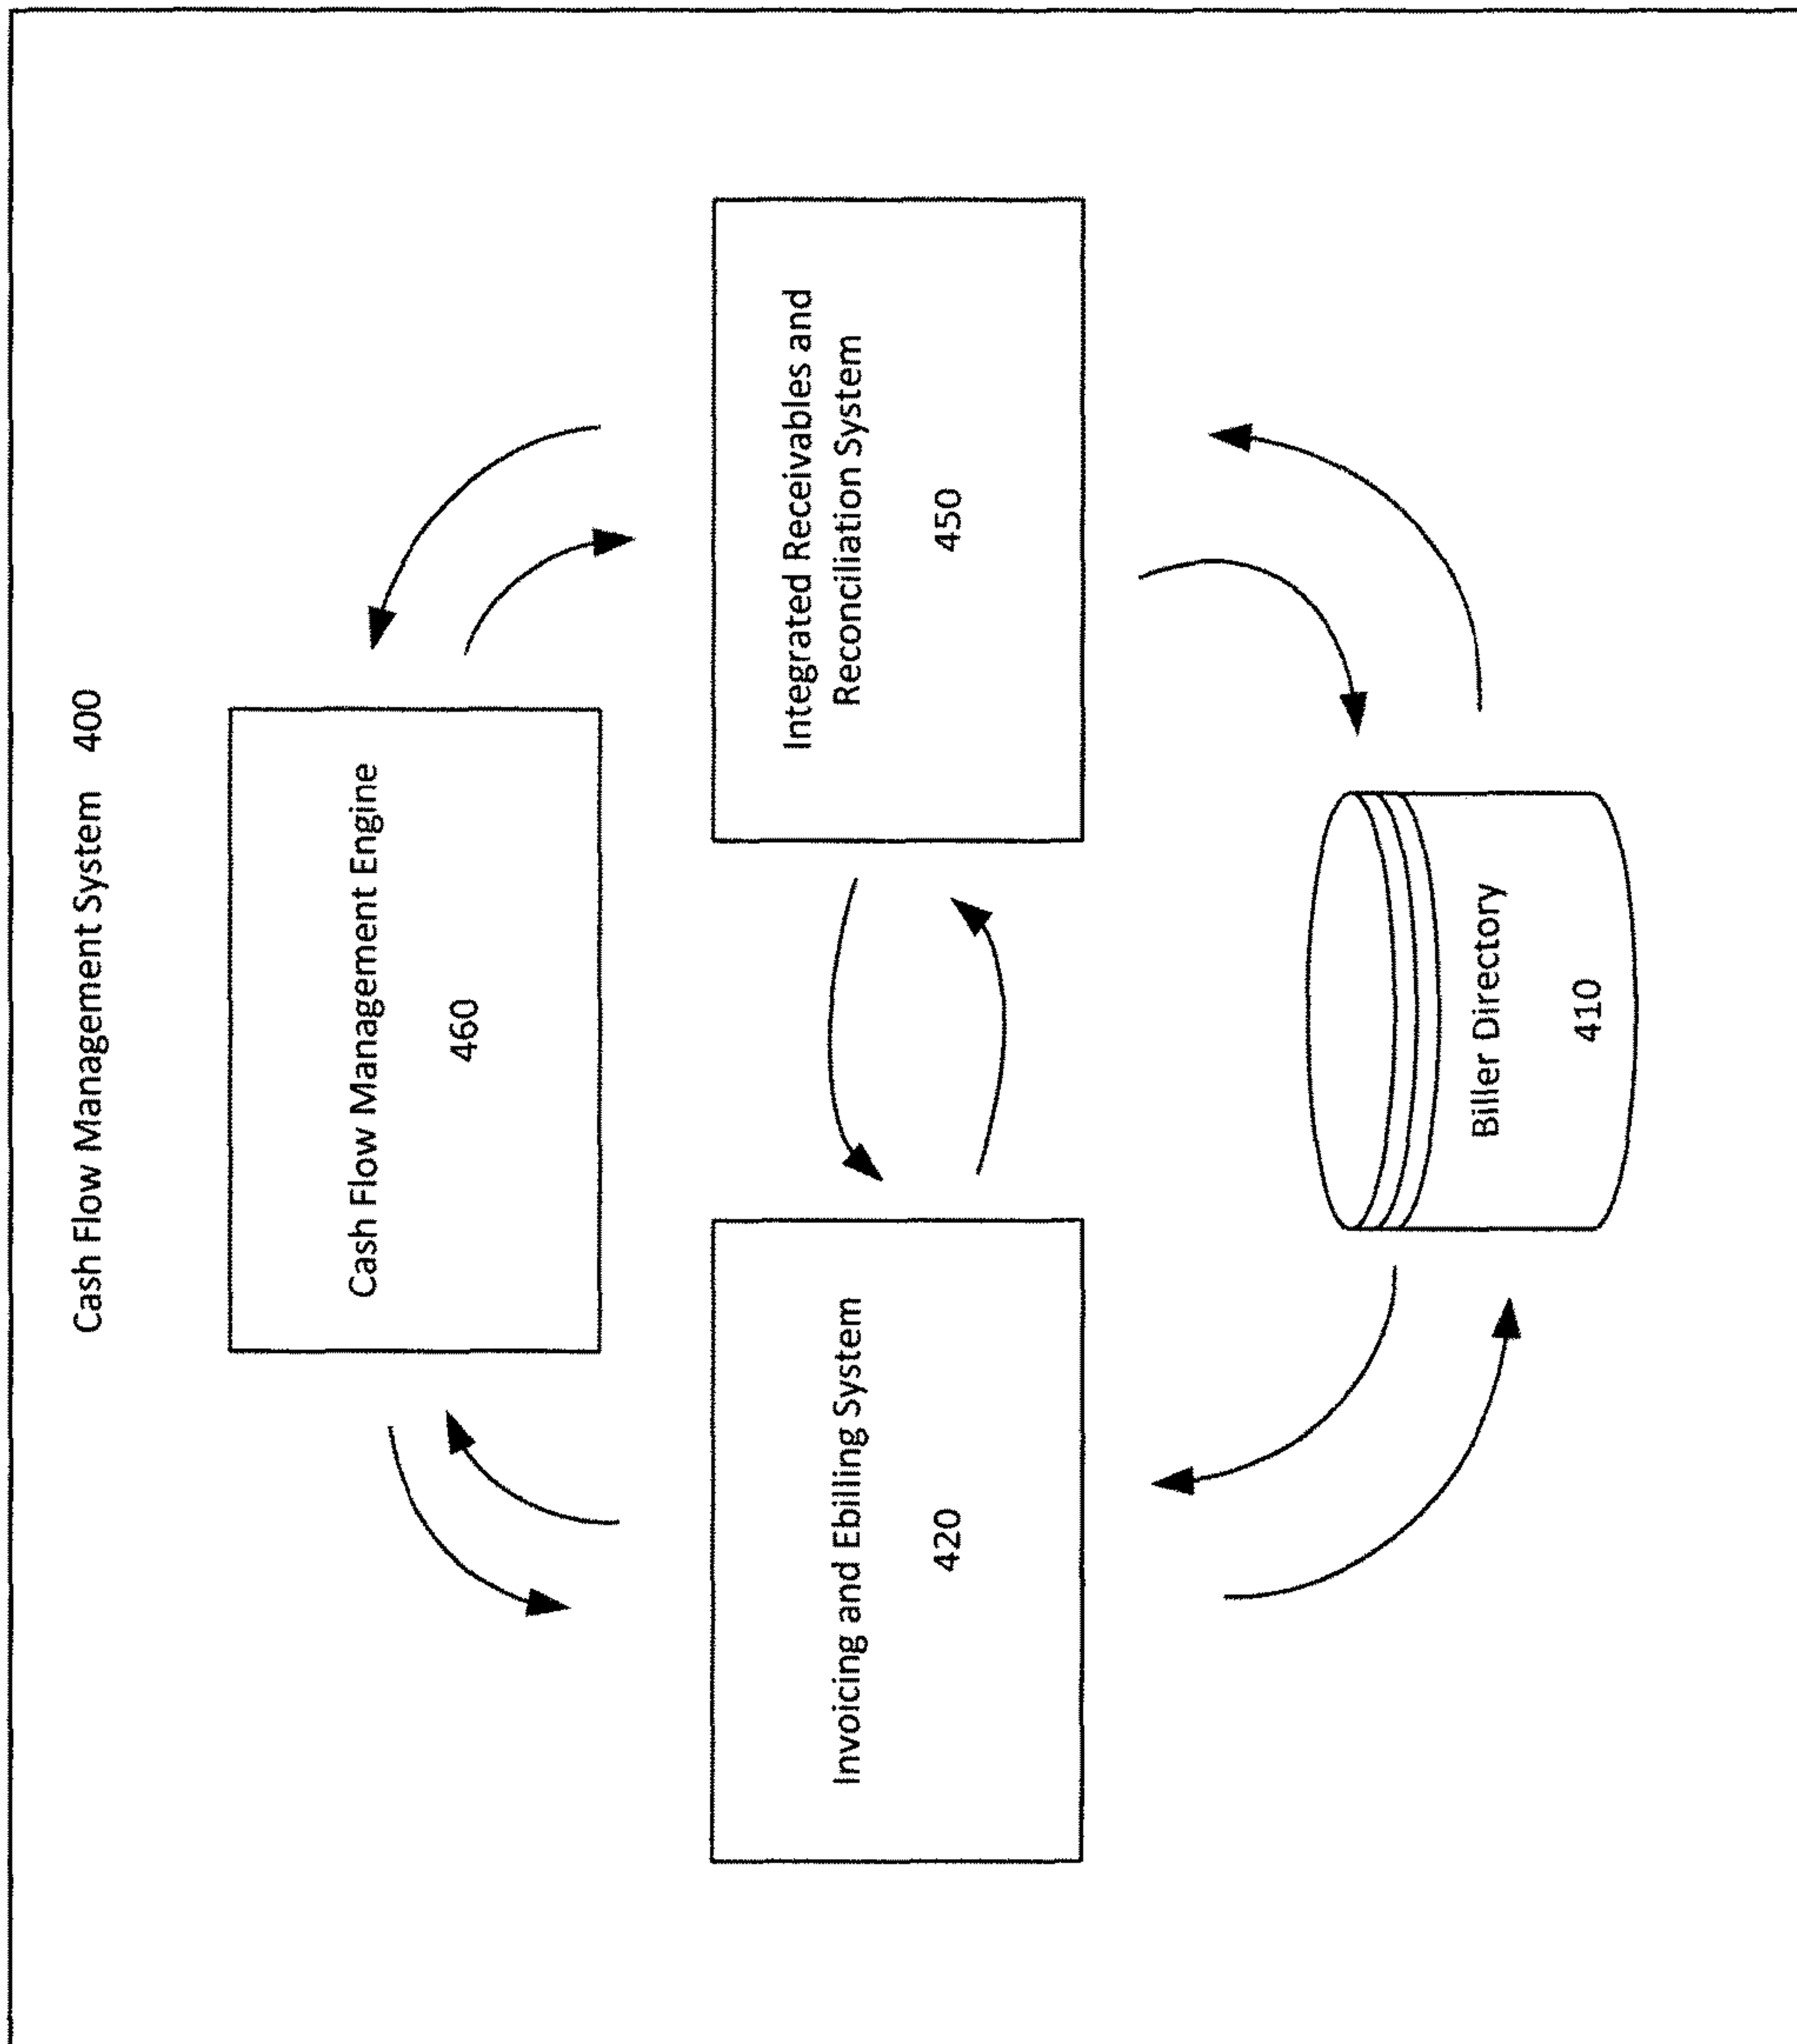 Cash Flow Management System 400
Cash Flow Management Engine
460
Invoicing and Ebilling System
420
Integrated Receivables and
Reconciliation System
450
Biller Directory
410